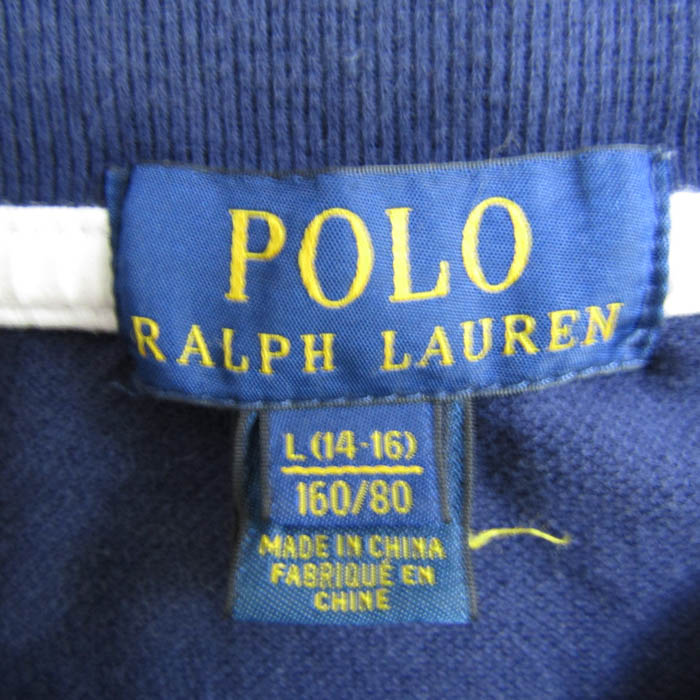 POLO
RALPH LAUREN
L (14-16)
160/80
MADE IN CHINA
FABRIQUÉ EN
CHINE